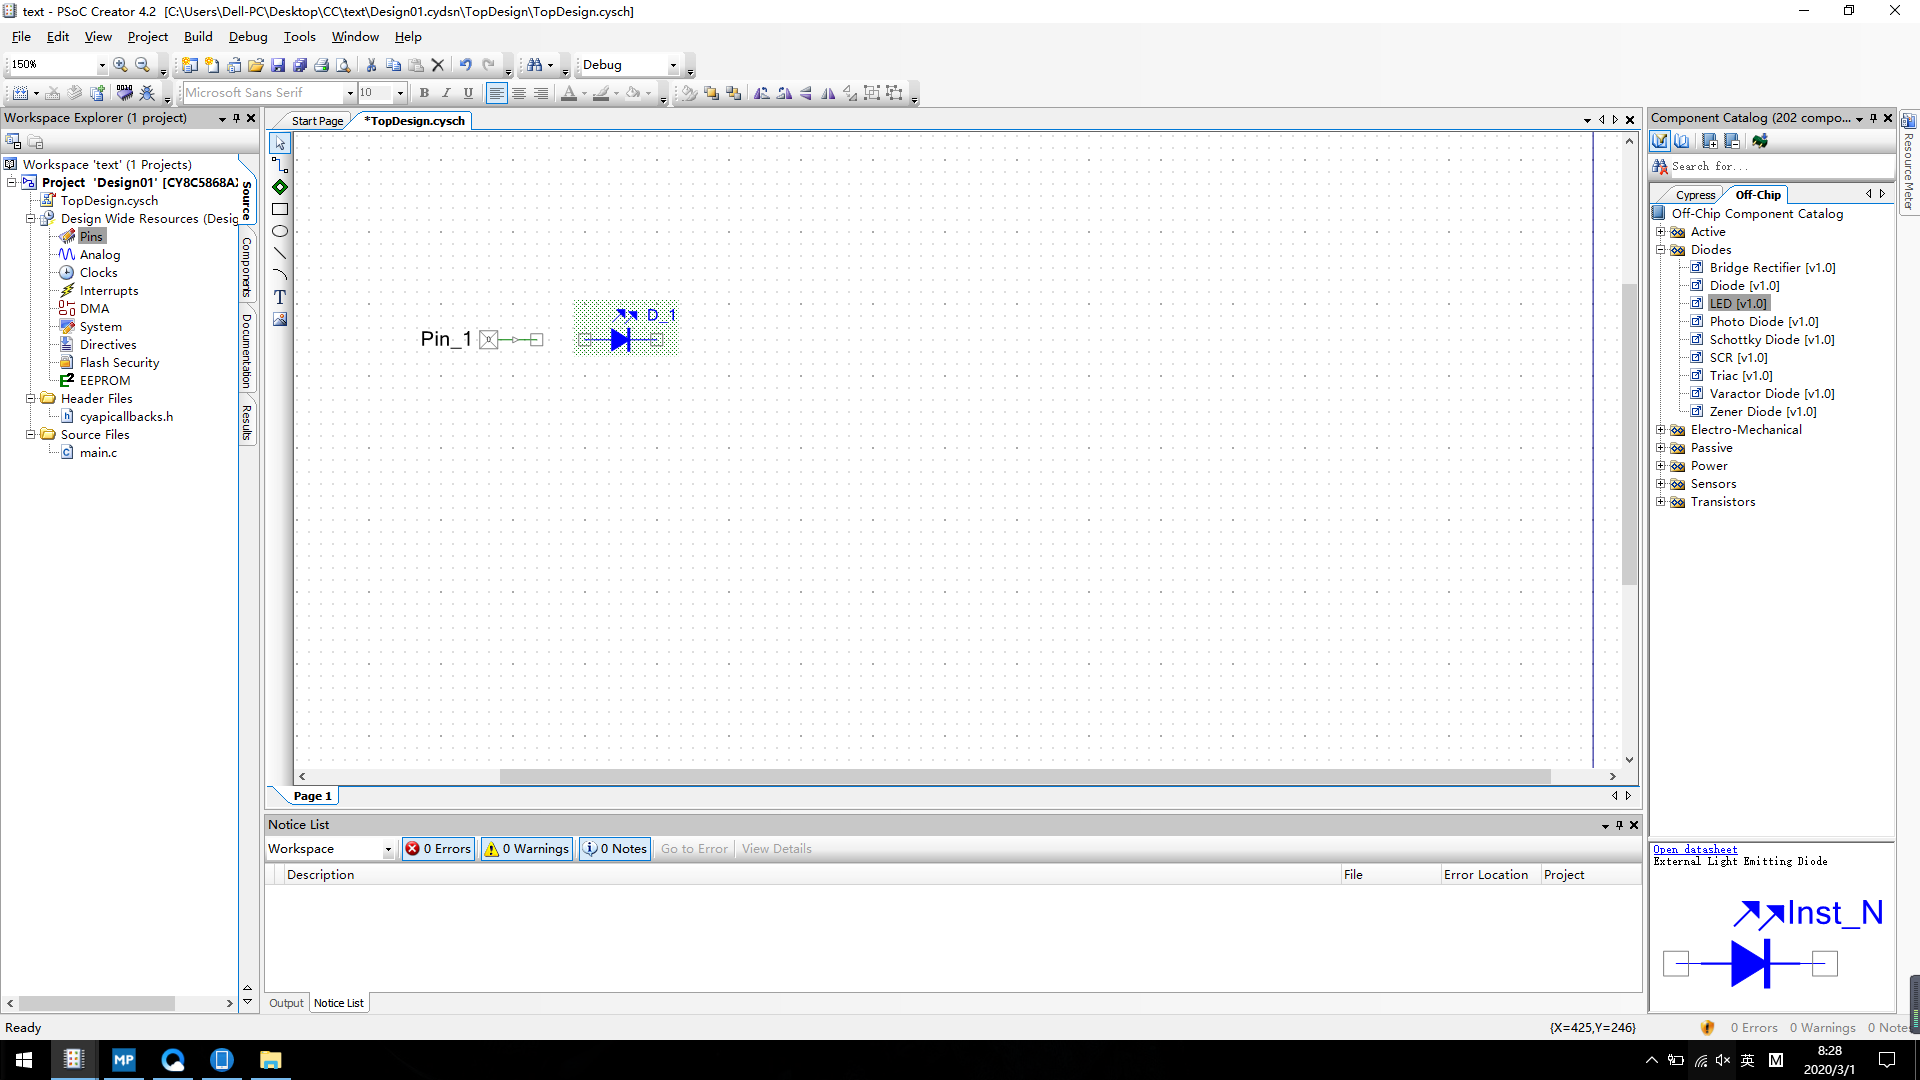 text - PSoC Creator 4.2 [C:\Users\Dell-PC\Desktop\CC\text\Design01.cydsn\TopDesign\TopDesign.cysch]
File Edit View Project Build Debug Tools Window Help
150% Debug
Microsoft Sans Serif 10 B I U A
Workspace Explorer (1 project)
Workspace 'text' (1 Projects)
Project 'Design01' [CY8C5868AX
TopDesign.cysch
Design Wide Resources (Desig
Pins
Analog
Clocks
Interrupts
DMA
System
Directives
Flash Security
EEPROM
Header Files
cyapicallbacks.h
Source Files
main.c
Source
Components
Documentation
Results
Start Page *TopDesign.cysch
T
Pin_1
D_1
Page 1
Notice List
Workspace 0 Errors 0 Warnings 0 Notes Go to Error View Details
Description File Error Location Project
Output Notice List
Component Catalog (202 compo...
Search for...
Cypress Off-Chip
Off-Chip Component Catalog
Active
Diodes
Bridge Rectifier [v1.0]
Diode [v1.0]
LED [v1.0]
Photo Diode [v1.0]
Schottky Diode [v1.0]
SCR [v1.0]
Triac [v1.0]
Varactor Diode [v1.0]
Zener Diode [v1.0]
Electro-Mechanical
Passive
Power
Sensors
Transistors
Open datasheet
External Light Emitting Diode
Inst_N
Resource Meter
Ready {X=425,Y=246} 0 Errors 0 Warnings 0 Note
MP 英 M 8:28
2020/3/1